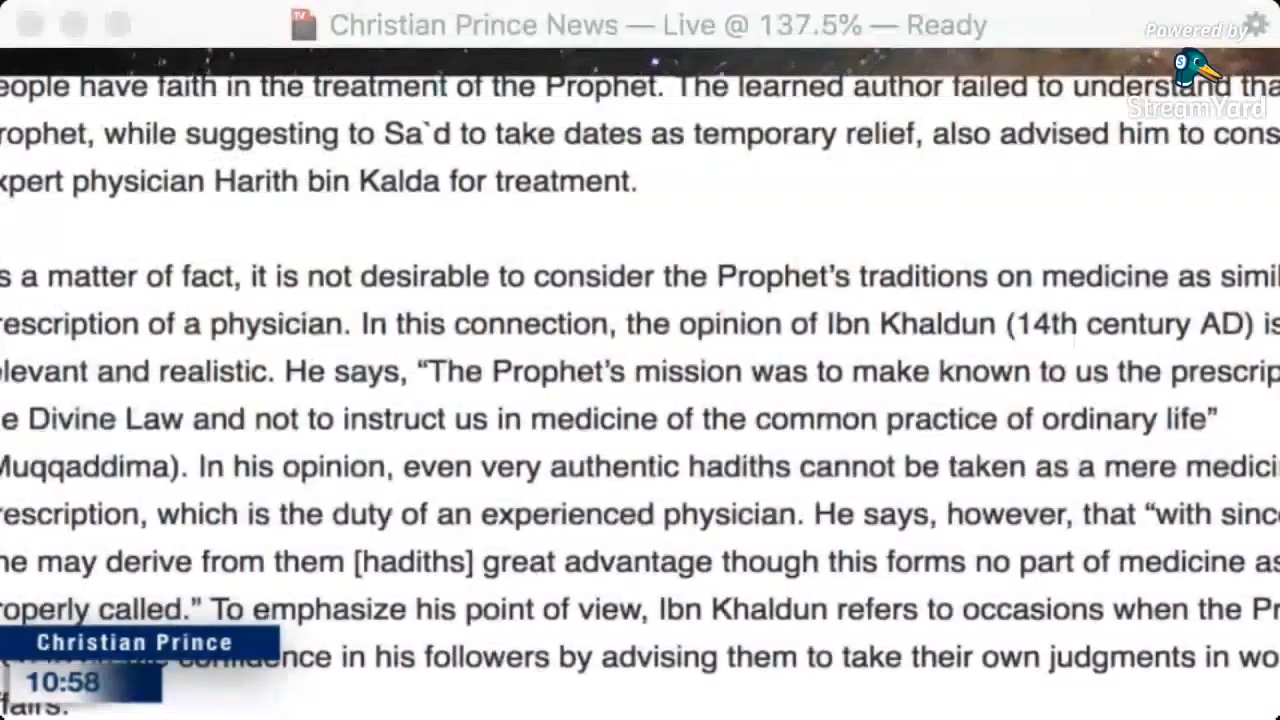 Christian Prince News — Live @ 137.5% — Ready
Powered by
StreamYard
eople have faith in the treatment of the Prophet. The learned author failed to understand tha
rophet, while suggesting to Sa`d to take dates as temporary relief, also advised him to cons
xpert physician Harith bin Kalda for treatment.
s a matter of fact, it is not desirable to consider the Prophet's traditions on medicine as simil
rescription of a physician. In this connection, the opinion of Ibn Khaldun (14th century AD) is
elevant and realistic. He says, “The Prophet's mission was to make known to us the prescrip
e Divine Law and not to instruct us in medicine of the common practice of ordinary life”
Muqqaddima). In his opinion, even very authentic hadiths cannot be taken as a mere medici
rescription, which is the duty of an experienced physician. He says, however, that “with since
ne may derive from them [hadiths] great advantage though this forms no part of medicine as
roperly called.” To emphasize his point of view, Ibn Khaldun refers to occasions when the Pr
confidence in his followers by advising them to take their own judgments in wo
ffairs.
Christian Prince
10:58